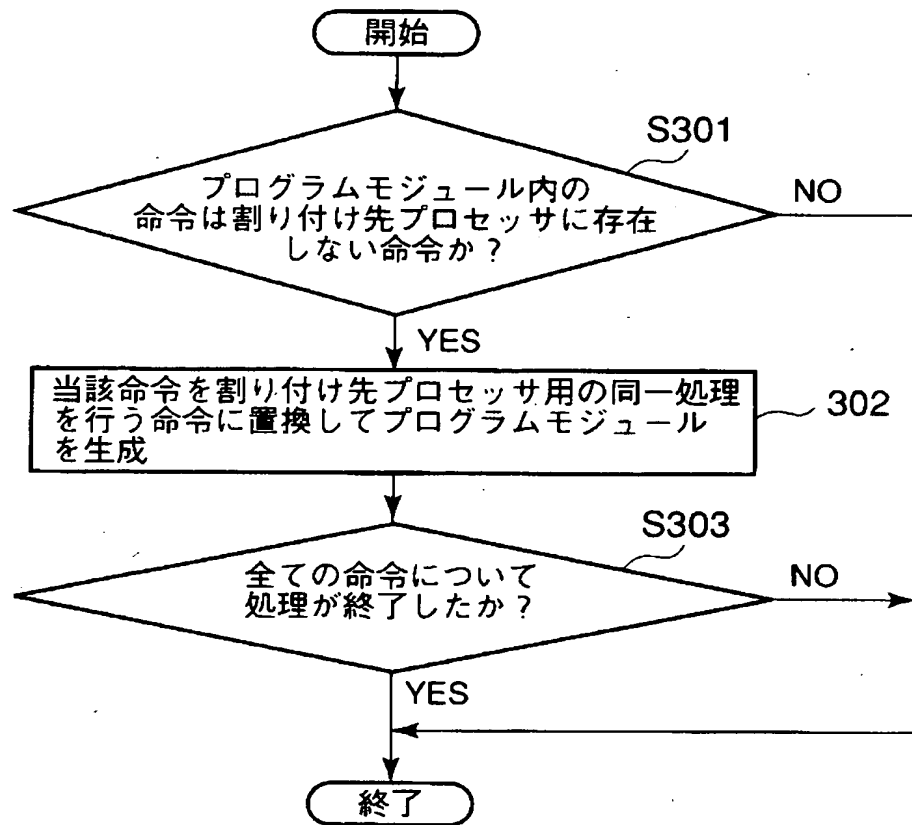 開始
S301
プログラムモジュール内の
命令は割り付け先プロセッサに存在
しない命令か？
NO
YES
当該命令を割り付け先プロセッサ用の同一処理
を行う命令に置換してプログラムモジュール
を生成
302
S303
全ての命令について
処理が終了したか？
NO
YES
終了